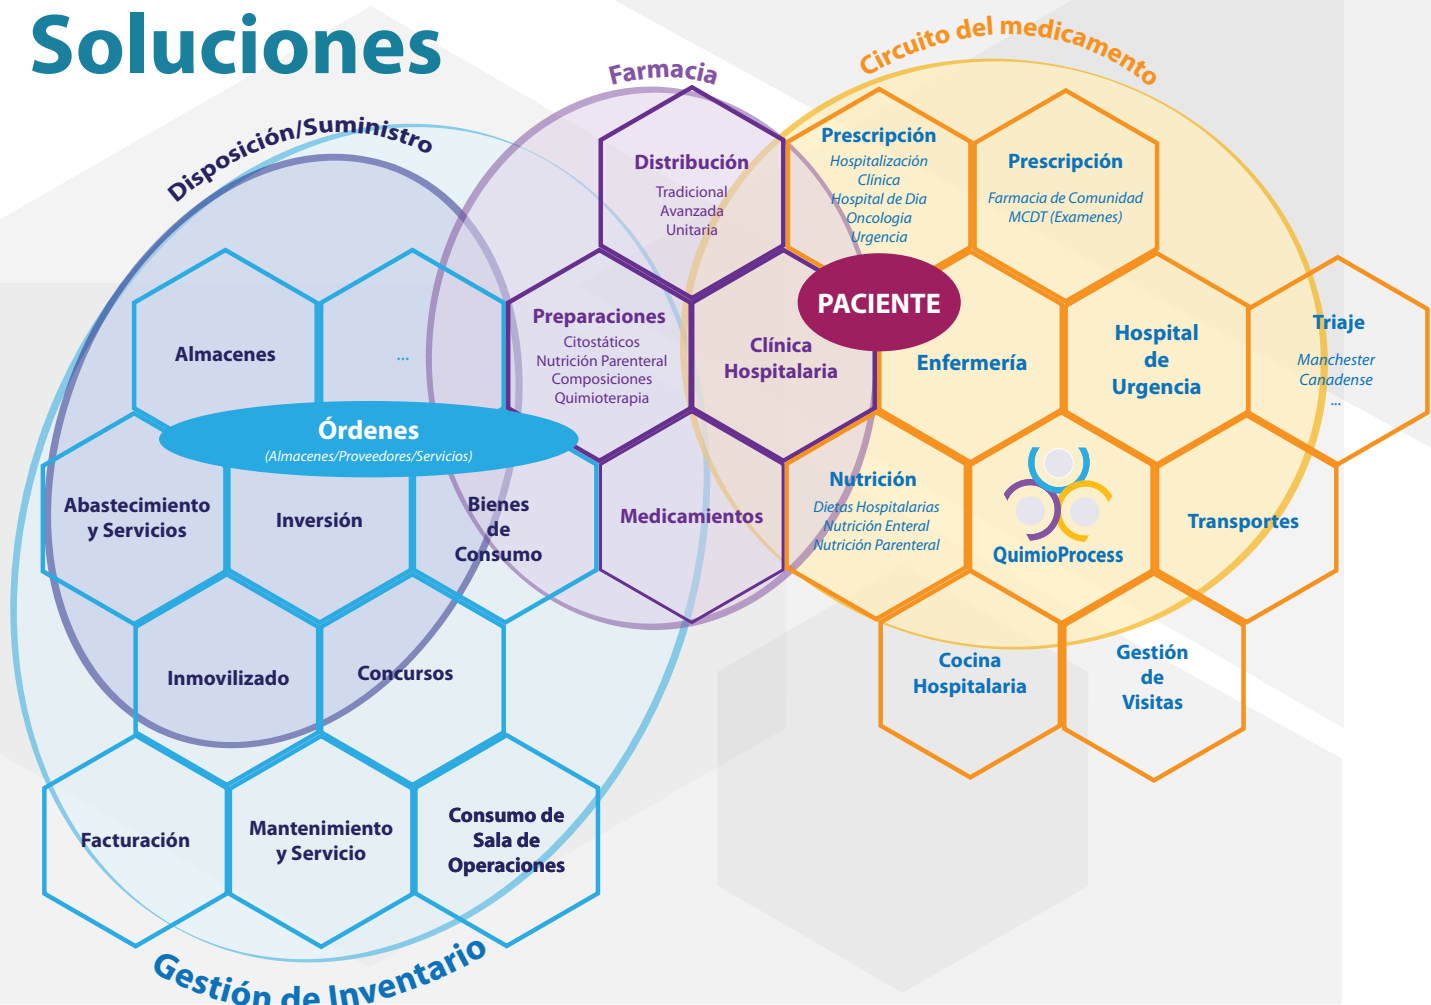 Soluciones
Disposición/Suministro
Farmacia
Circuito del medicamento
Distribución
Tradicional
Avanzada
Unitaria
Prescripción
Hospitalización
Clínica
Hospital de Dia
Oncologia
Urgencia
Prescripción
Farmacia de Comunidad
MCDT (Examenes)
PACIENTE
Almacenes
...
Preparaciones
Citostáticos
Nutrición Parenteral
Composiciones
Quimioterapia
Clínica
Hospitalaria
Enfermería
Hospital
de
Urgencia
Triaje
Manchester
Canadense
...
Órdenes
(Almacenes/Proveedores/Servicios)
Abastecimiento
y Servicios
Inversión
Bienes
de
Consumo
Medicamientos
Nutrición
Dietas Hospitalarias
Nutrición Enteral
Nutrición Parenteral
QuimioProcess
Transportes
Inmovilizado
Concursos
Cocina
Hospitalaria
Gestión
de
Visitas
Facturación
Mantenimiento
y Servicio
Consumo de
Sala de
Operaciones
Gestión de Inventario